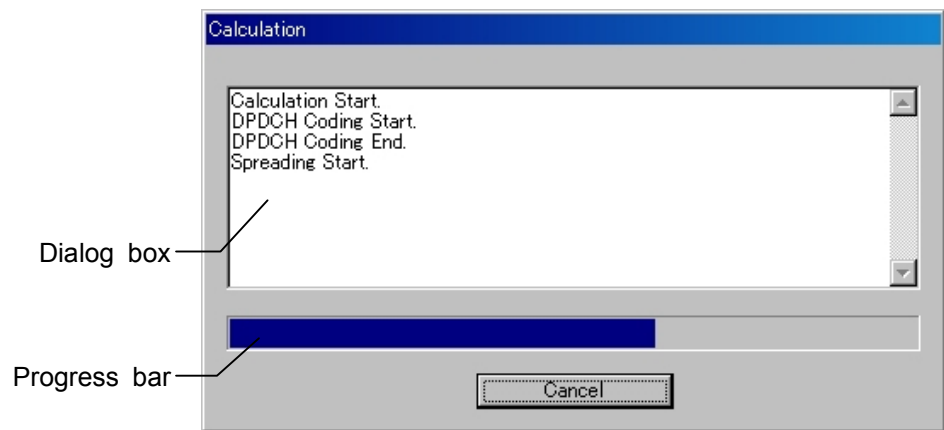 Calculation
Calculation Start.
DPDCH Coding Start.
DPDCH Coding End.
Spreading Start.
Dialog box
Progress bar
Cancel